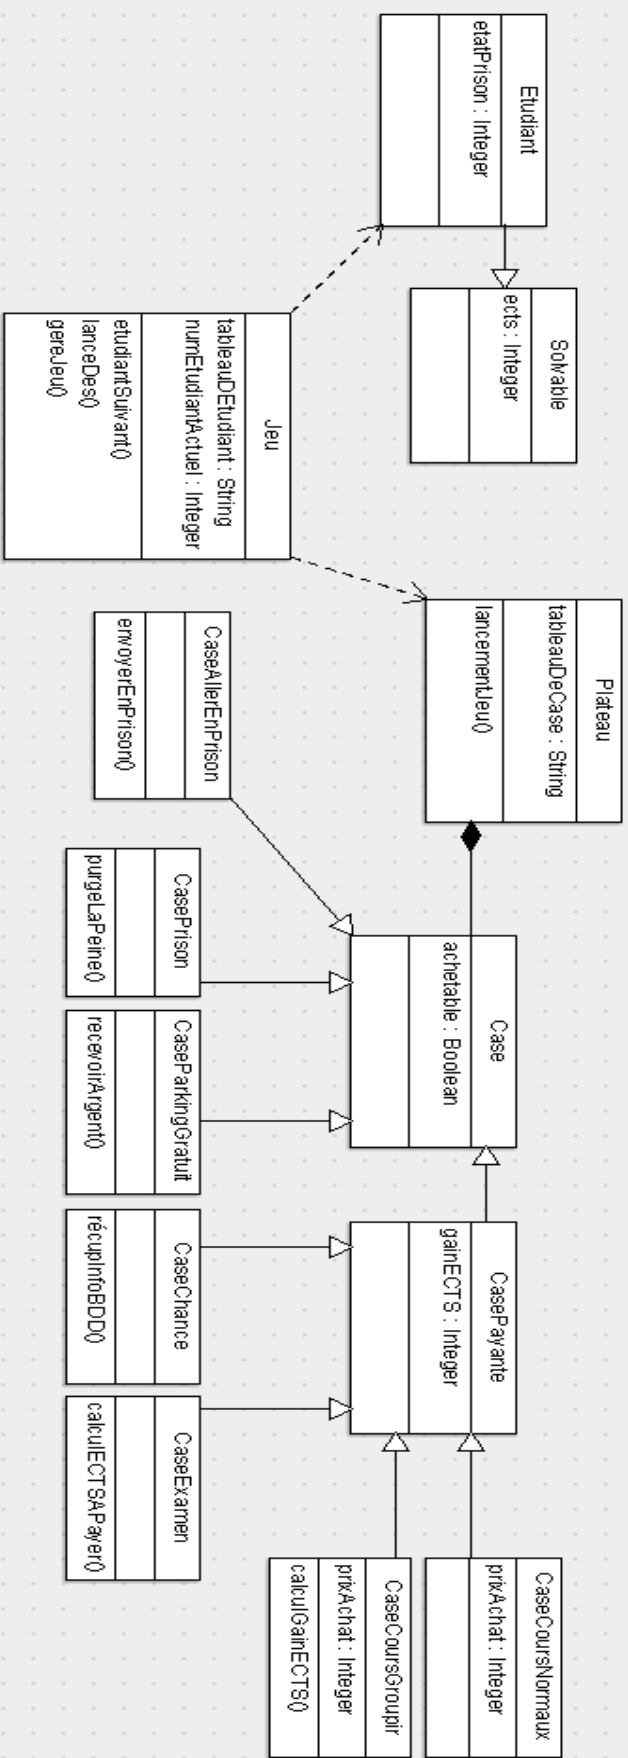 Etudiant
etatPrison : Integer
Solvable
ects : Integer
Jeu
tableauDEtudiant : String
numEtudiantActuel : Integer
etudiantSuivant()
lanceDes()
gereJeu()
Plateau
tableauDeCase : String
lancementJeu()
Case
achetable : Boolean
CasePayante
gainECTS : Integer
CaseCoursNormaux
prixAchat : Integer
CaseCoursGroupir
prixAchat : Integer
calculGainECTS()
CaseAllerEnPrison
envoyerEnPrison()
CasePrison
purgeLaPeine()
CaseParkingGratuit
recevoirArgent()
CaseChance
récupInfoBDD()
CaseExamen
calculECTSAPayer()